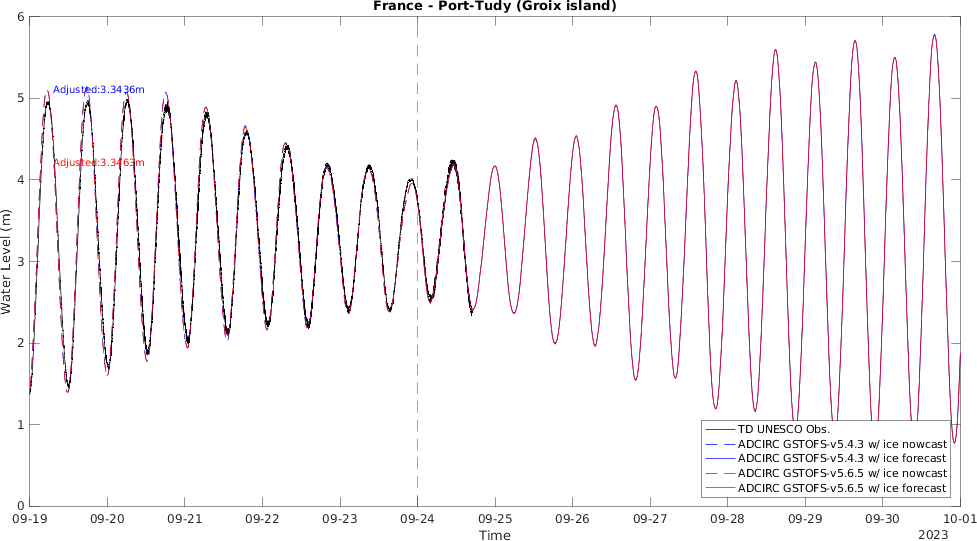 France - Port-Tudy (Groix island)
6
5
4
3
2
1
0
Water Level (m)
Adjusted:3.3436m
Adjusted:3.3463m
TD UNESCO Obs.
ADCIRC GSTOFS-v5.4.3 w/ ice nowcast
ADCIRC GSTOFS-v5.4.3 w/ ice forecast
ADCIRC GSTOFS-v5.6.5 w/ ice nowcast
ADCIRC GSTOFS-v5.6.5 w/ ice forecast
09-19 09-20 09-21 09-22 09-23 09-24 09-25 09-26 09-27 09-28 09-29 09-30 10-01
Time
2023